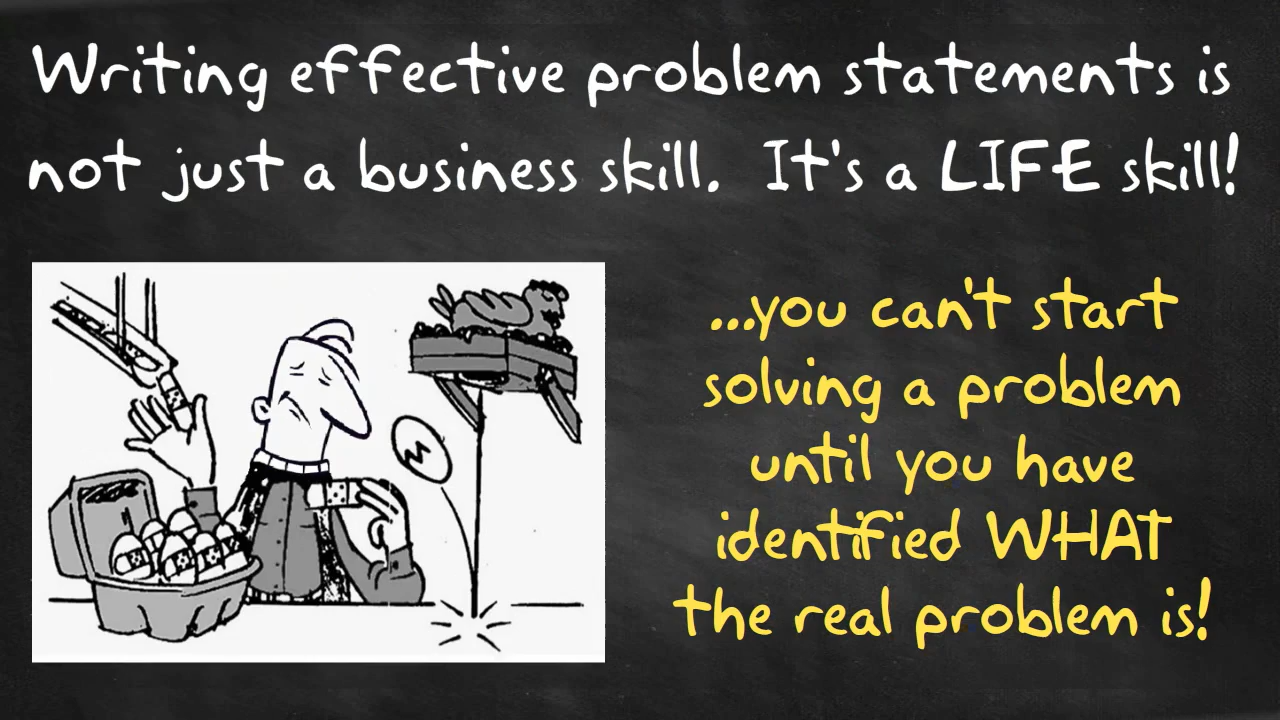 Writing effective problem statements is
not just a business skill.  It's a LIFE skill!
...you can't start
solving a problem
until you have
identified WHAT
the real problem is!